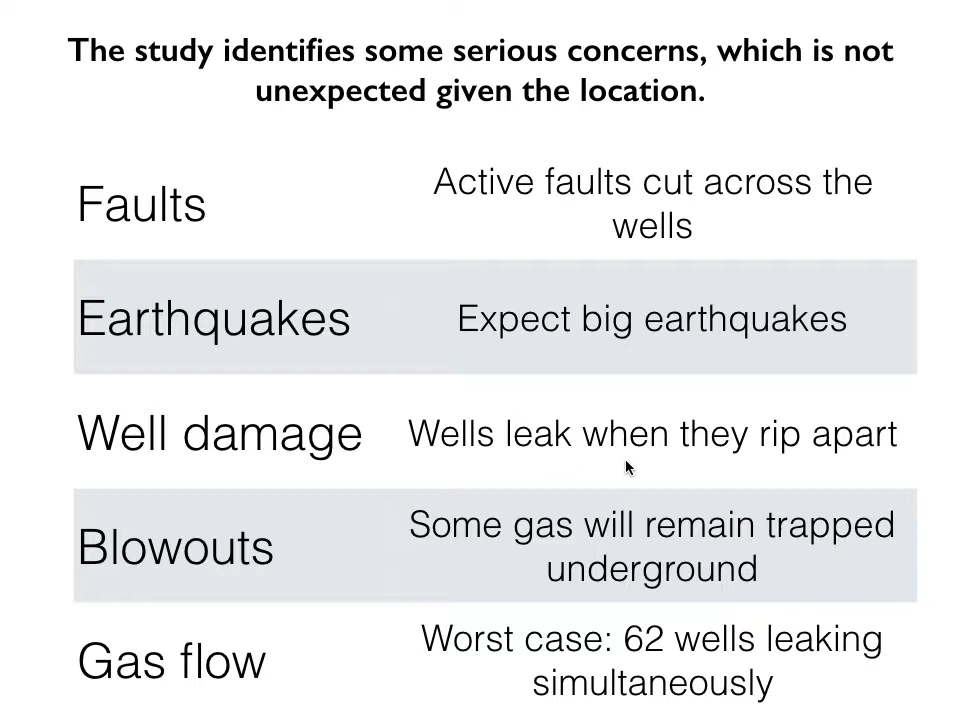 The study identifies some serious concerns, which is not
unexpected given the location.
Faults
Active faults cut across the
wells
Earthquakes
Expect big earthquakes
Well damage
Wells leak when they rip apart
Blowouts
Some gas will remain trapped
underground
Gas flow
Worst case: 62 wells leaking
simultaneously